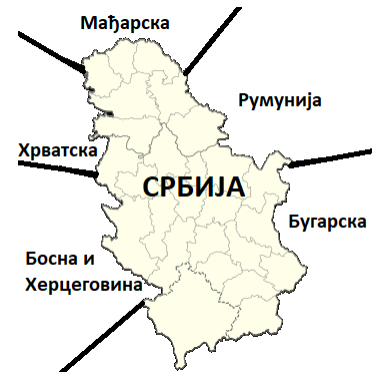 Мађарска
Румунија
Хрватска
СРБИЈА
Бугарска
Босна и
Херцеговина